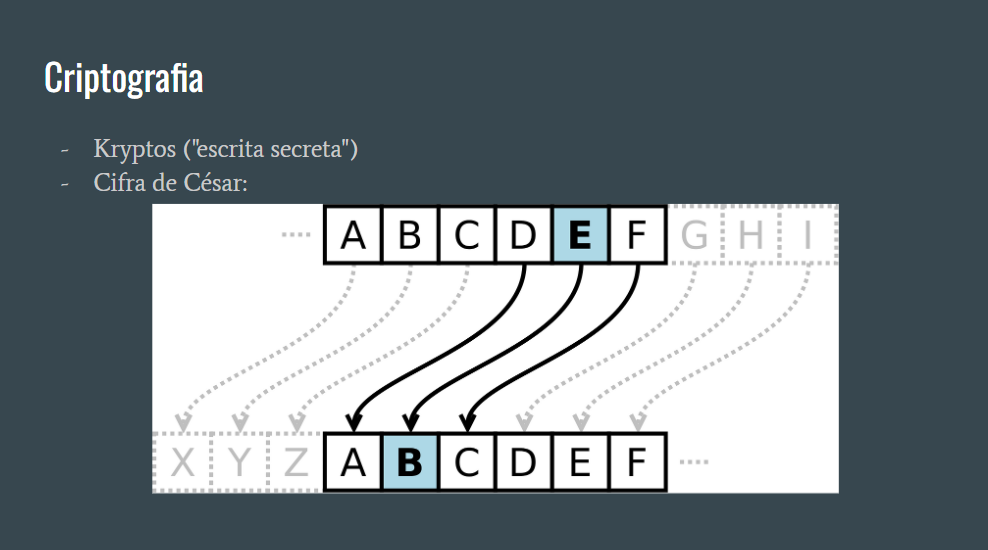 Criptografia
- Kryptos ("escrita secreta")
- Cifra de César:
.... A B C D E F G H I
X Y Z A B C D E F ....